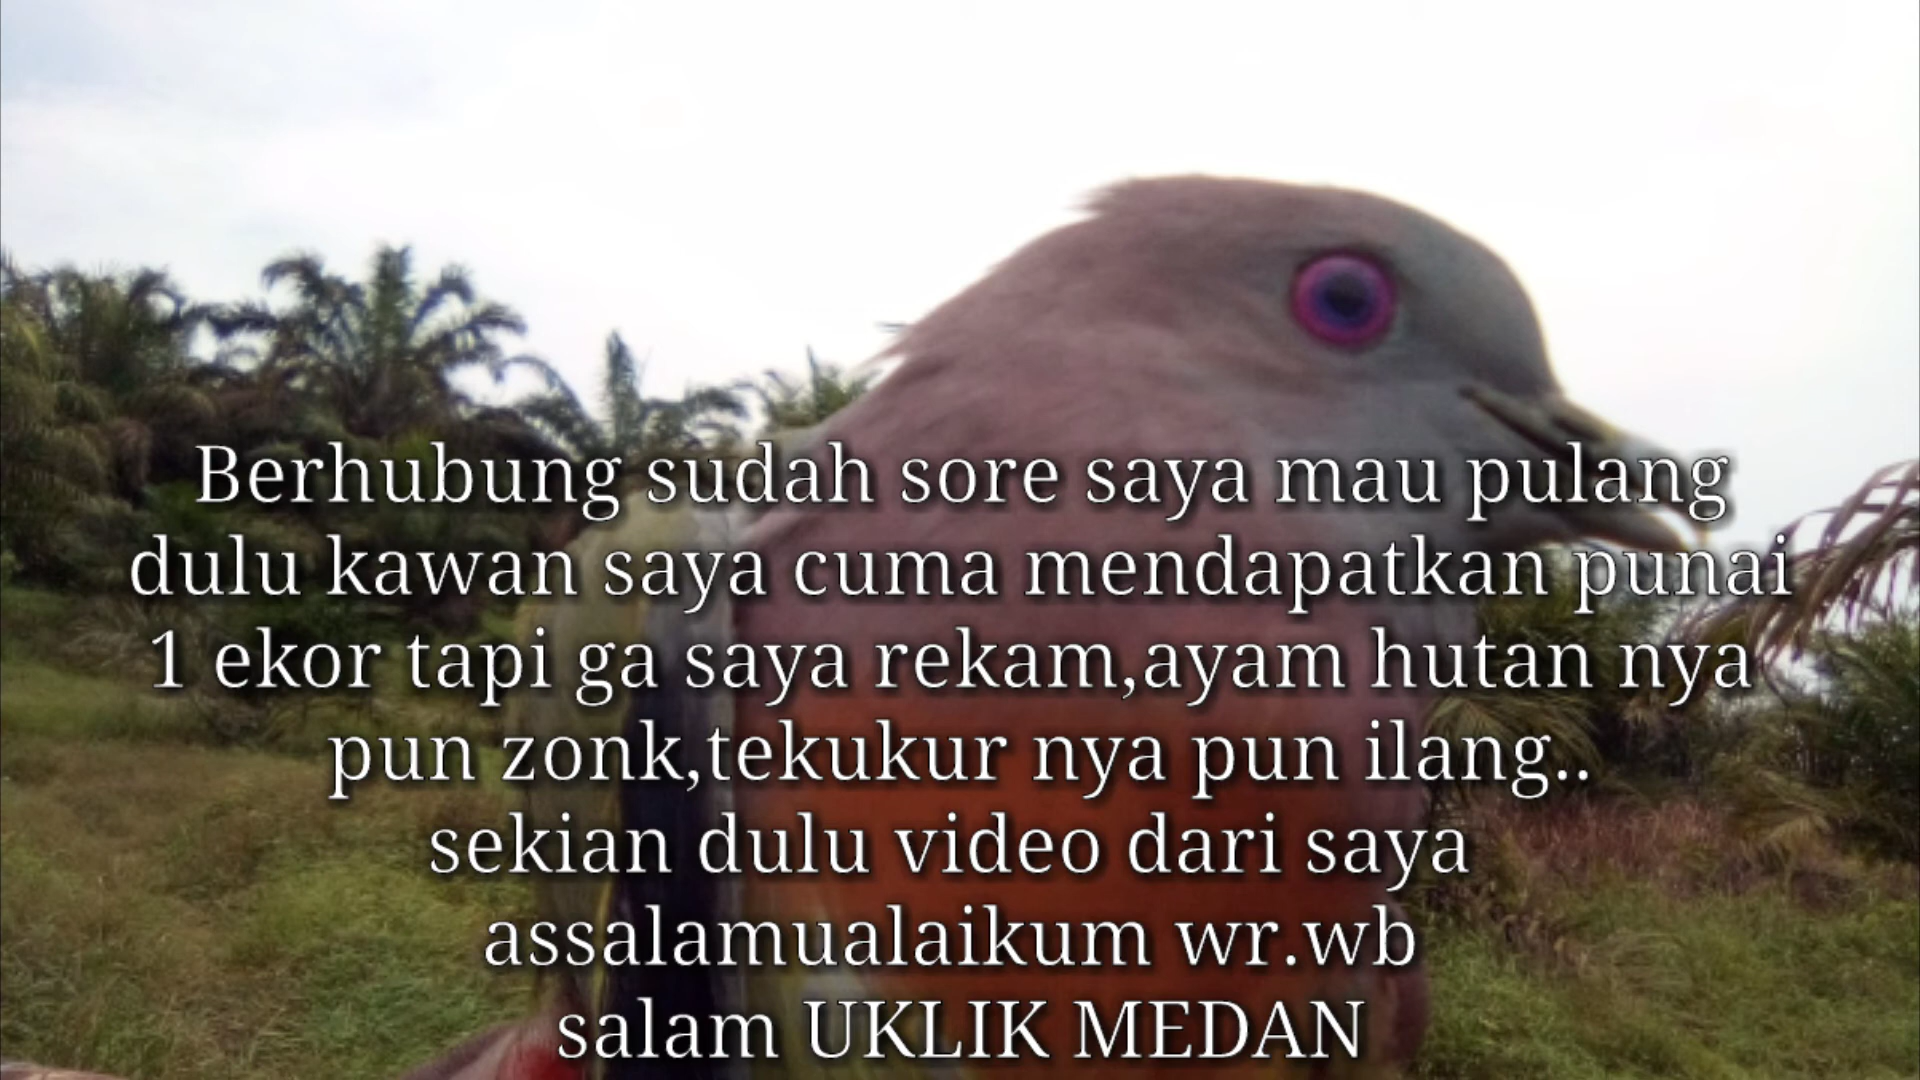 Berhubung sudah sore saya mau pulang
dulu kawan saya cuma mendapatkan punai
1 ekor tapi ga saya rekam,ayam hutan nya
pun zonk,tekukur nya pun ilang..
sekian dulu video dari saya
assalamualaikum wr.wb
salam UKLIK MEDAN